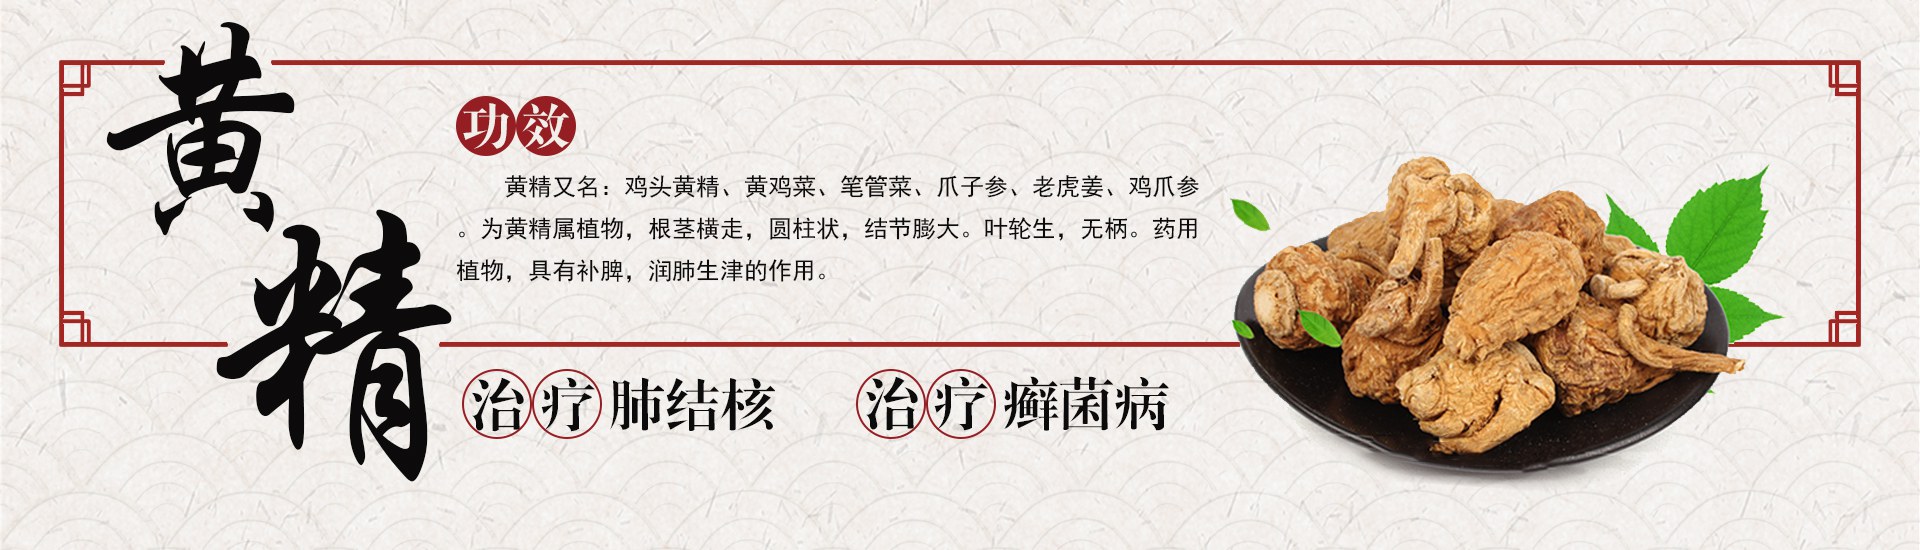 黄精
功效
黄精又名：鸡头黄精、黄鸡菜、笔管菜、爪子参、老虎姜、鸡爪参
。为黄精属植物，根茎横走，圆柱状，结节膨大。叶轮生，无柄。药用
植物，具有补脾，润肺生津的作用。
治疗肺结核 治疗癣菌病